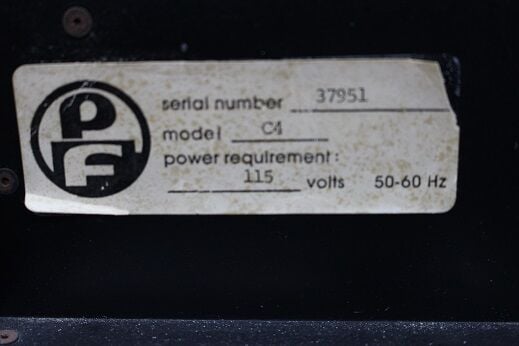 PF
serial number 37951
model C4
power requirement:
115 volts 50-60 Hz